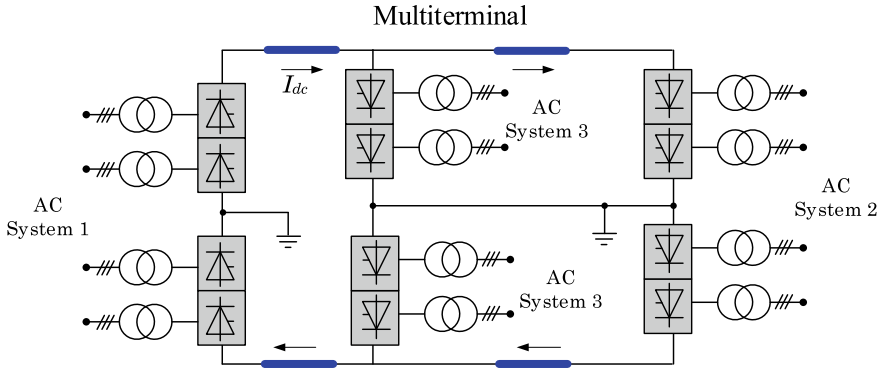 Multiterminal
I_dc
AC
System 3
AC
System 1
AC
System 2
AC
System 3